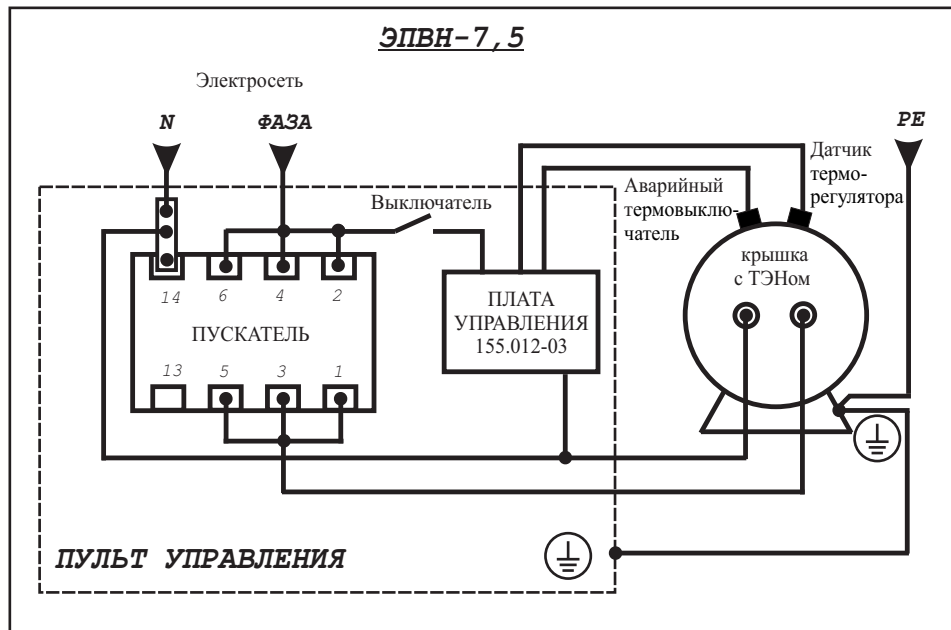 ЭПВН-7,5
Электросеть
N
ФАЗА
PE
Датчик
термо-
регулятора
Аварийный
термовыклю-
чатель
Выключатель
крышка
с ТЭНом
14
6
4
2
ПУСКАТЕЛЬ
13
5
3
1
ПЛАТА
УПРАВЛЕНИЯ
155.012-03
ПУЛЬТ УПРАВЛЕНИЯ